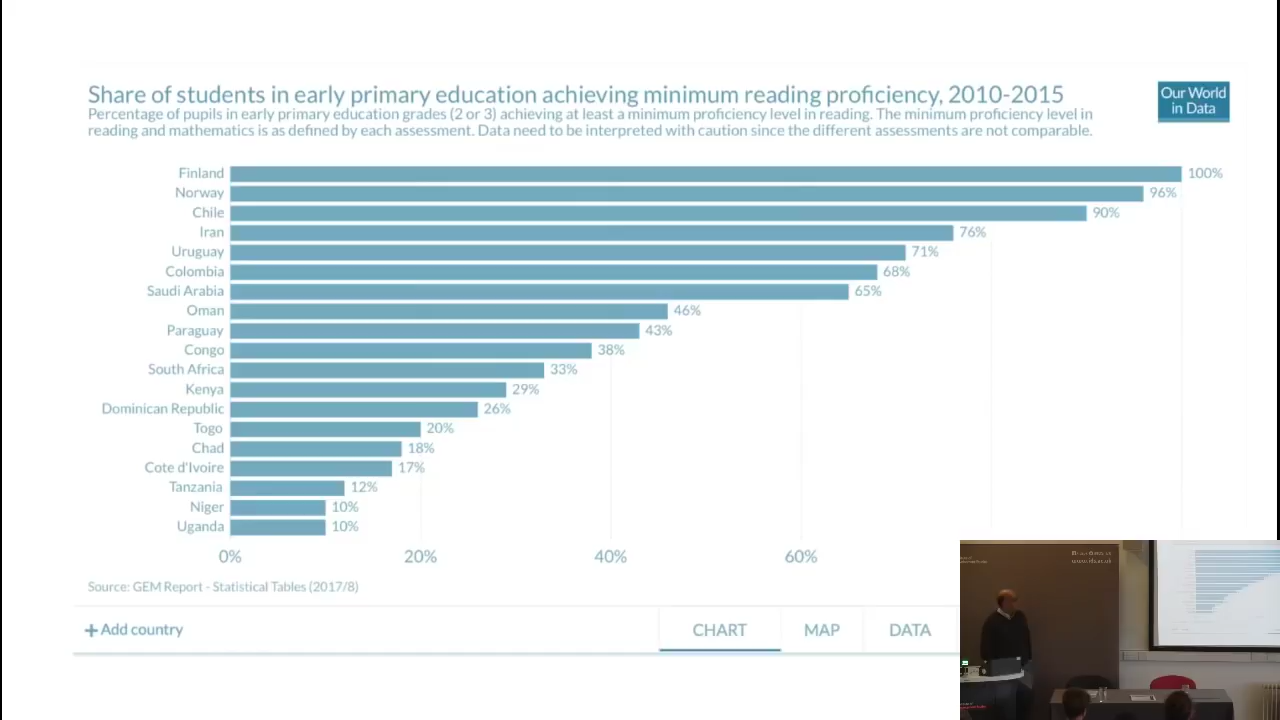 Share of students in early primary education achieving minimum reading proficiency, 2010-2015
Percentage of pupils in early primary education grades (2 or 3) achieving at least a minimum proficiency level in reading. The minimum proficiency level in
reading and mathematics is as defined by each assessment. Data need to be interpreted with caution since the different assessments are not comparable.
Our World
in Data
Finland 100%
Norway 96%
Chile 90%
Iran 76%
Uruguay 71%
Colombia 68%
Saudi Arabia 65%
Oman 46%
Paraguay 43%
Congo 38%
South Africa 33%
Kenya 29%
Dominican Republic 26%
Togo 20%
Chad 18%
Cote d'Ivoire 17%
Tanzania 12%
Niger 10%
Uganda 10%
0% 20% 40% 60%
Source: GEM Report - Statistical Tables (2017/8)
+ Add country CHART MAP DATA